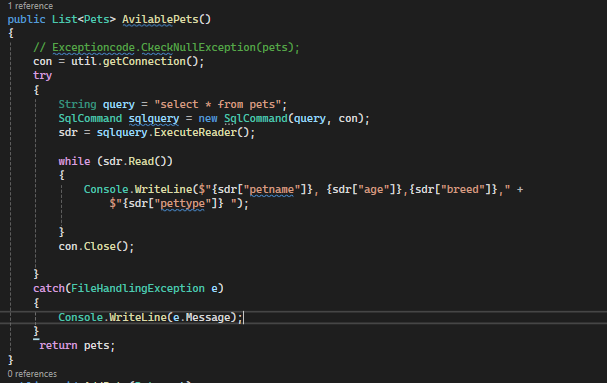 1 reference
public List<Pets> AvilablePets()
{
// Exceptioncode.CkeckNullException(pets);
con = util.getConnection();
try
{
String query = "select * from pets";
SqlCommand sqlquery = new SqlCommand(query, con);
sdr = sqlquery.ExecuteReader();
while (sdr.Read())
{
Console.WriteLine($"{sdr["petname"]}, {sdr["age"]},{sdr["breed"]}," +
$"{sdr["pettype"]} ");
}
con.Close();
}
catch(FileHandlingException e)
{
Console.WriteLine(e.Message);
}
return pets;
}
0 references